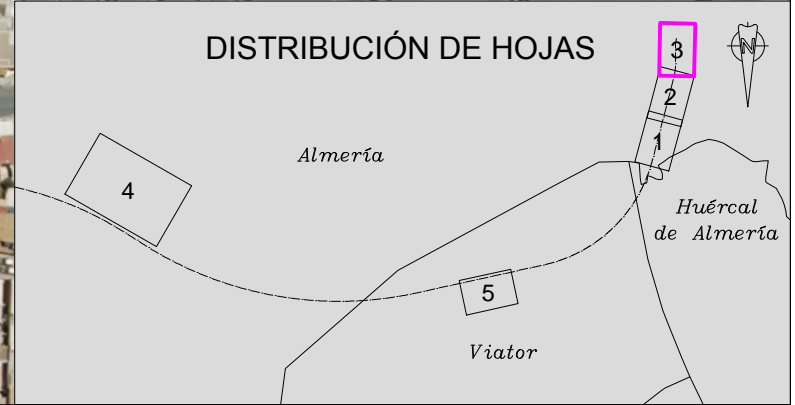 DISTRIBUCIÓN DE HOJAS
3
N
2
1
Almería
4
Huércal
de Almería
5
Viator